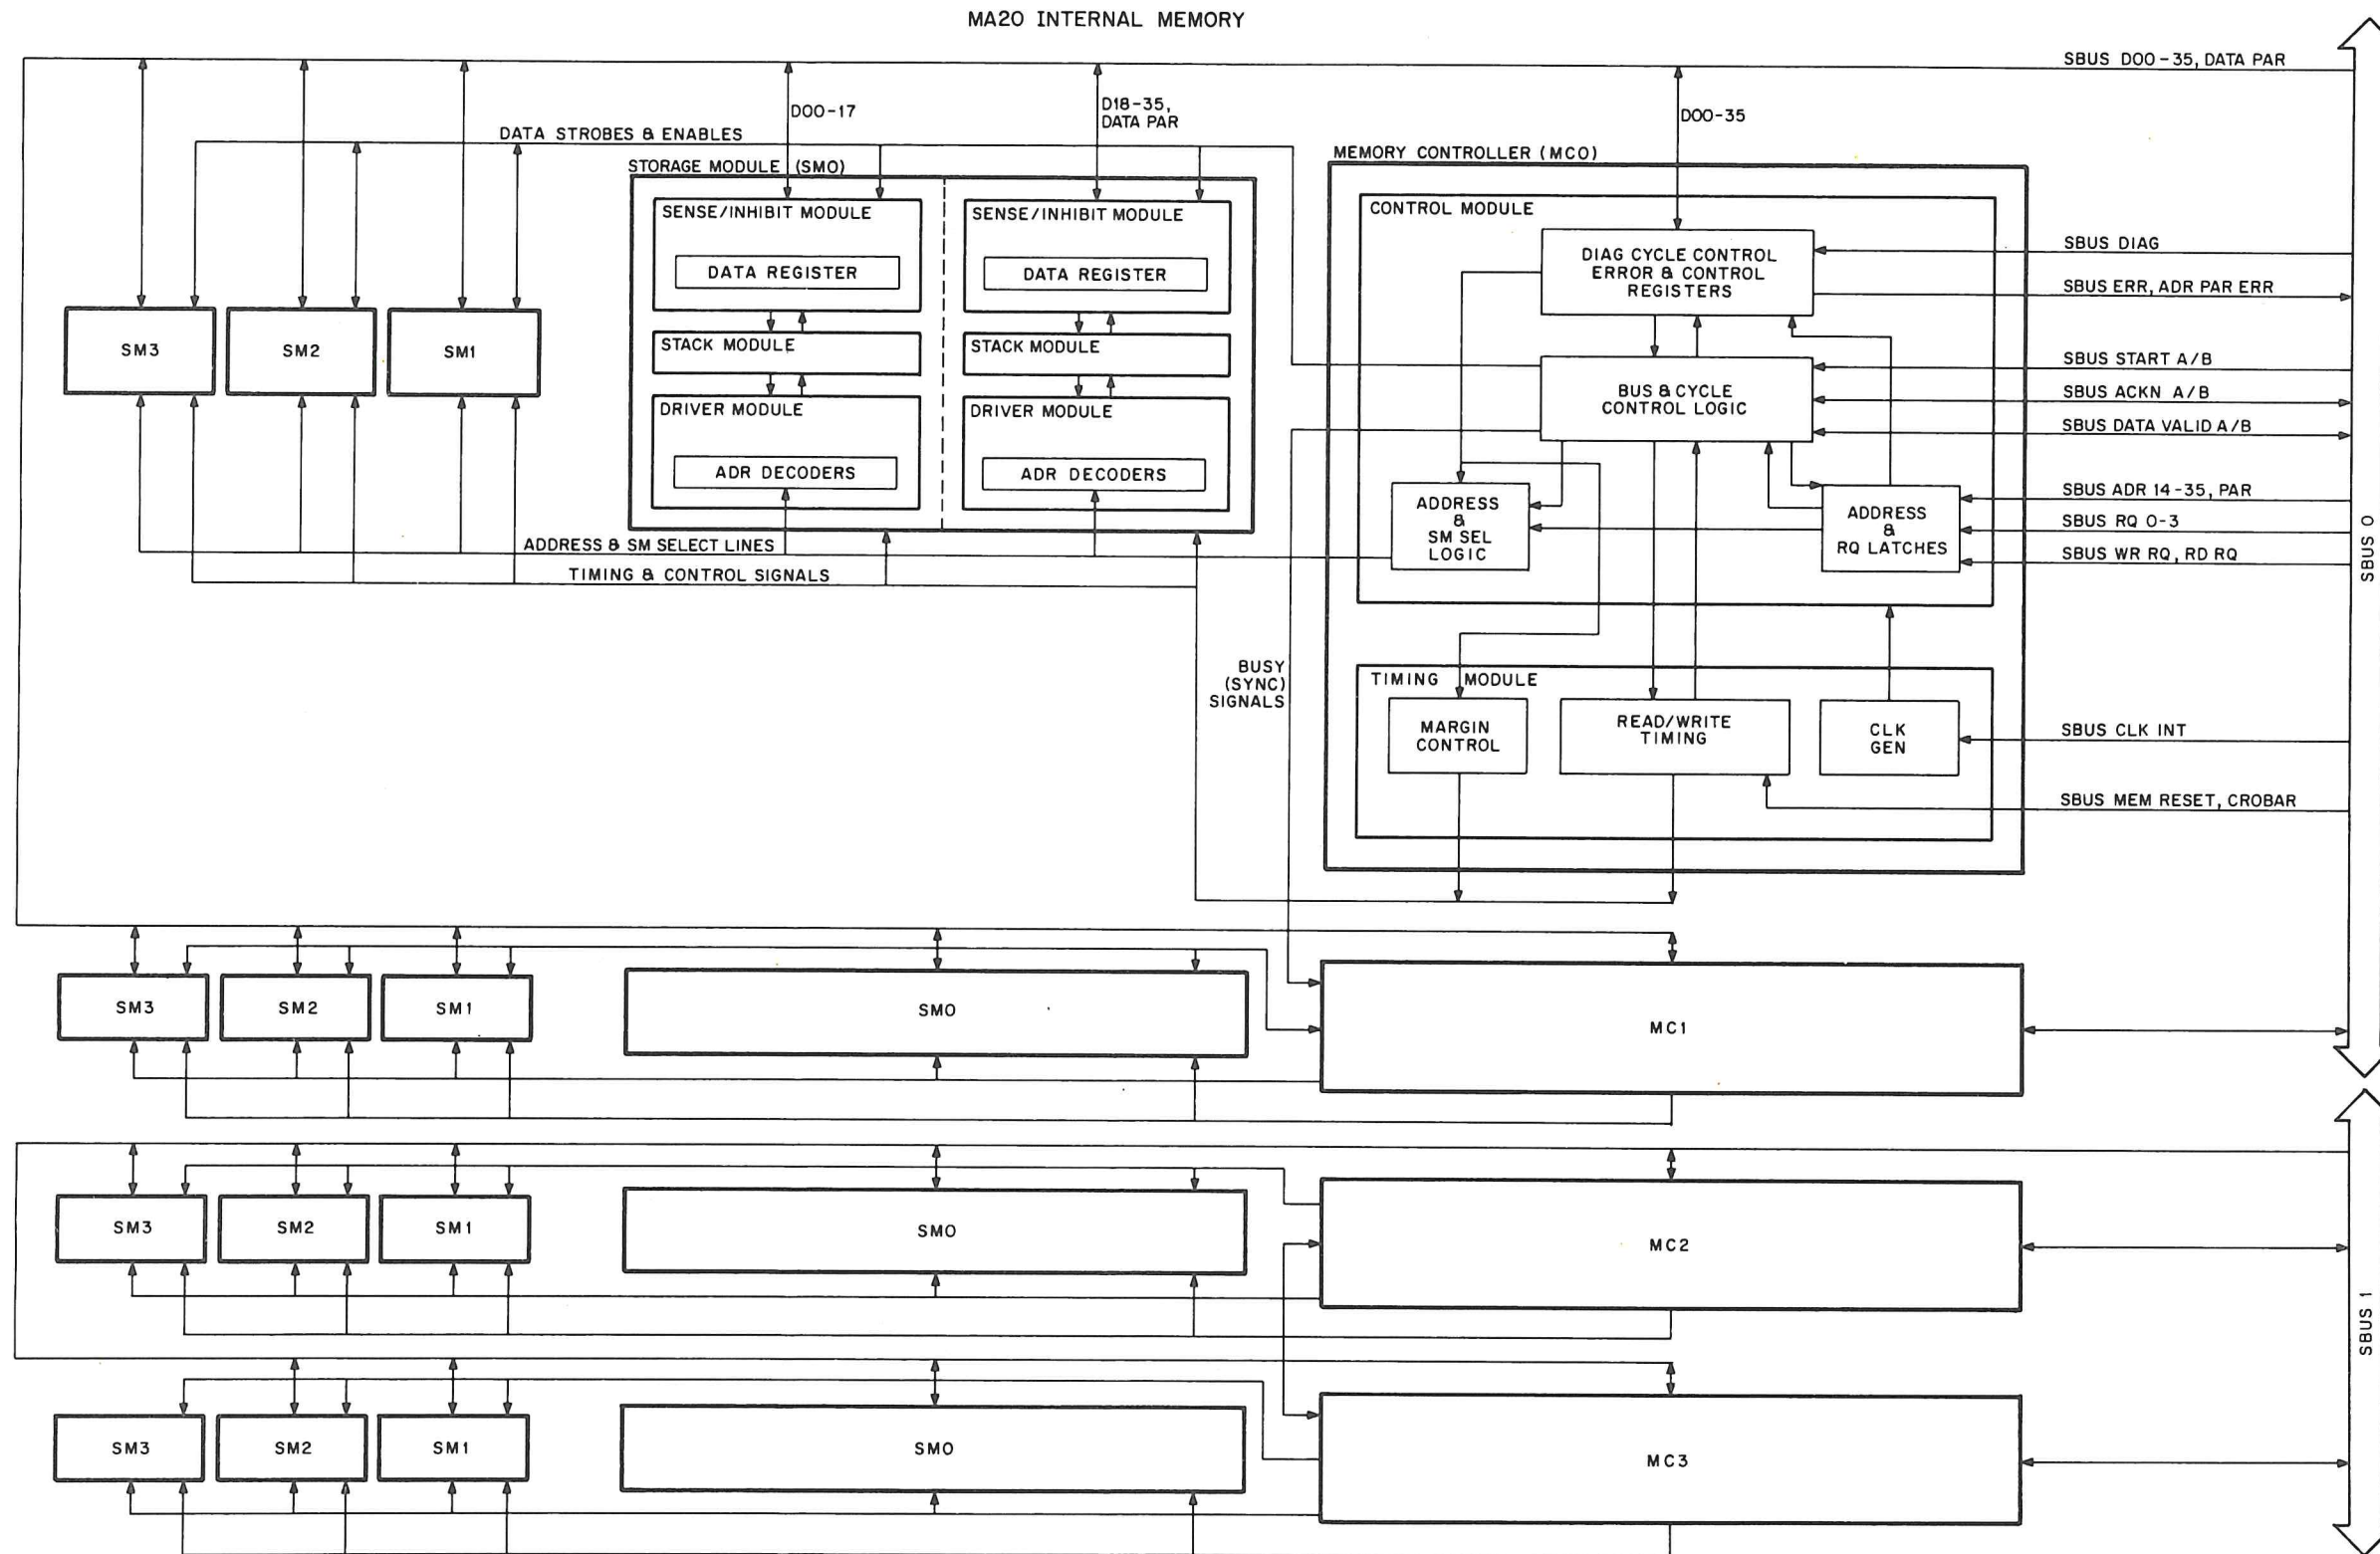 MA20 INTERNAL MEMORY
SBUS D00-35, DATA PAR
D00-17
D18-35,
DATA PAR
D00-35
DATA STROBES & ENABLES
STORAGE MODULE (SM0)
SENSE/INHIBIT MODULE
DATA REGISTER
STACK MODULE
DRIVER MODULE
ADR DECODERS
SENSE/INHIBIT MODULE
DATA REGISTER
STACK MODULE
DRIVER MODULE
ADR DECODERS
SM3
SM2
SM1
ADDRESS & SM SELECT LINES
TIMING & CONTROL SIGNALS
MEMORY CONTROLLER (MC0)
CONTROL MODULE
DIAG CYCLE CONTROL
ERROR & CONTROL
REGISTERS
BUS & CYCLE
CONTROL LOGIC
ADDRESS
&
SM SEL
LOGIC
ADDRESS
&
RQ LATCHES
SBUS DIAG
SBUS ERR, ADR PAR ERR
SBUS START A/B
SBUS ACKN A/B
SBUS DATA VALID A/B
SBUS ADR 14-35, PAR
SBUS RQ 0-3
SBUS WR RQ, RD RQ
SBUS 0
BUSY
(SYNC)
SIGNALS
TIMING MODULE
MARGIN
CONTROL
READ/WRITE
TIMING
CLK
GEN
SBUS CLK INT
SBUS MEM RESET, CROBAR
SM3
SM2
SM1
SM0
MC1
SM3
SM2
SM1
SM0
MC2
SBUS 1
SM3
SM2
SM1
SM0
MC3